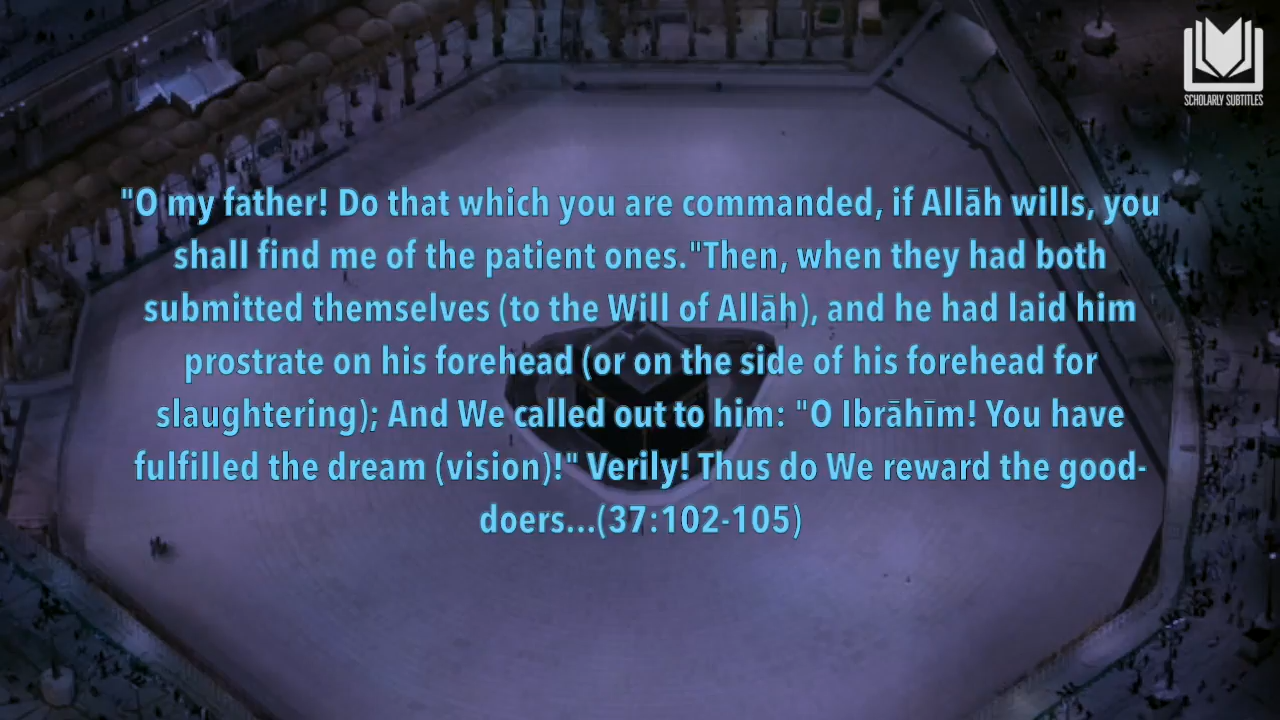 SCHOLARLY SUBTITLES
"O my father! Do that which you are commanded, if Allāh wills, you
shall find me of the patient ones."Then, when they had both
submitted themselves (to the Will of Allāh), and he had laid him
prostrate on his forehead (or on the side of his forehead for
slaughtering); And We called out to him: "O Ibrāhīm! You have
fulfilled the dream (vision)!" Verily! Thus do We reward the good-
doers...(37:102-105)